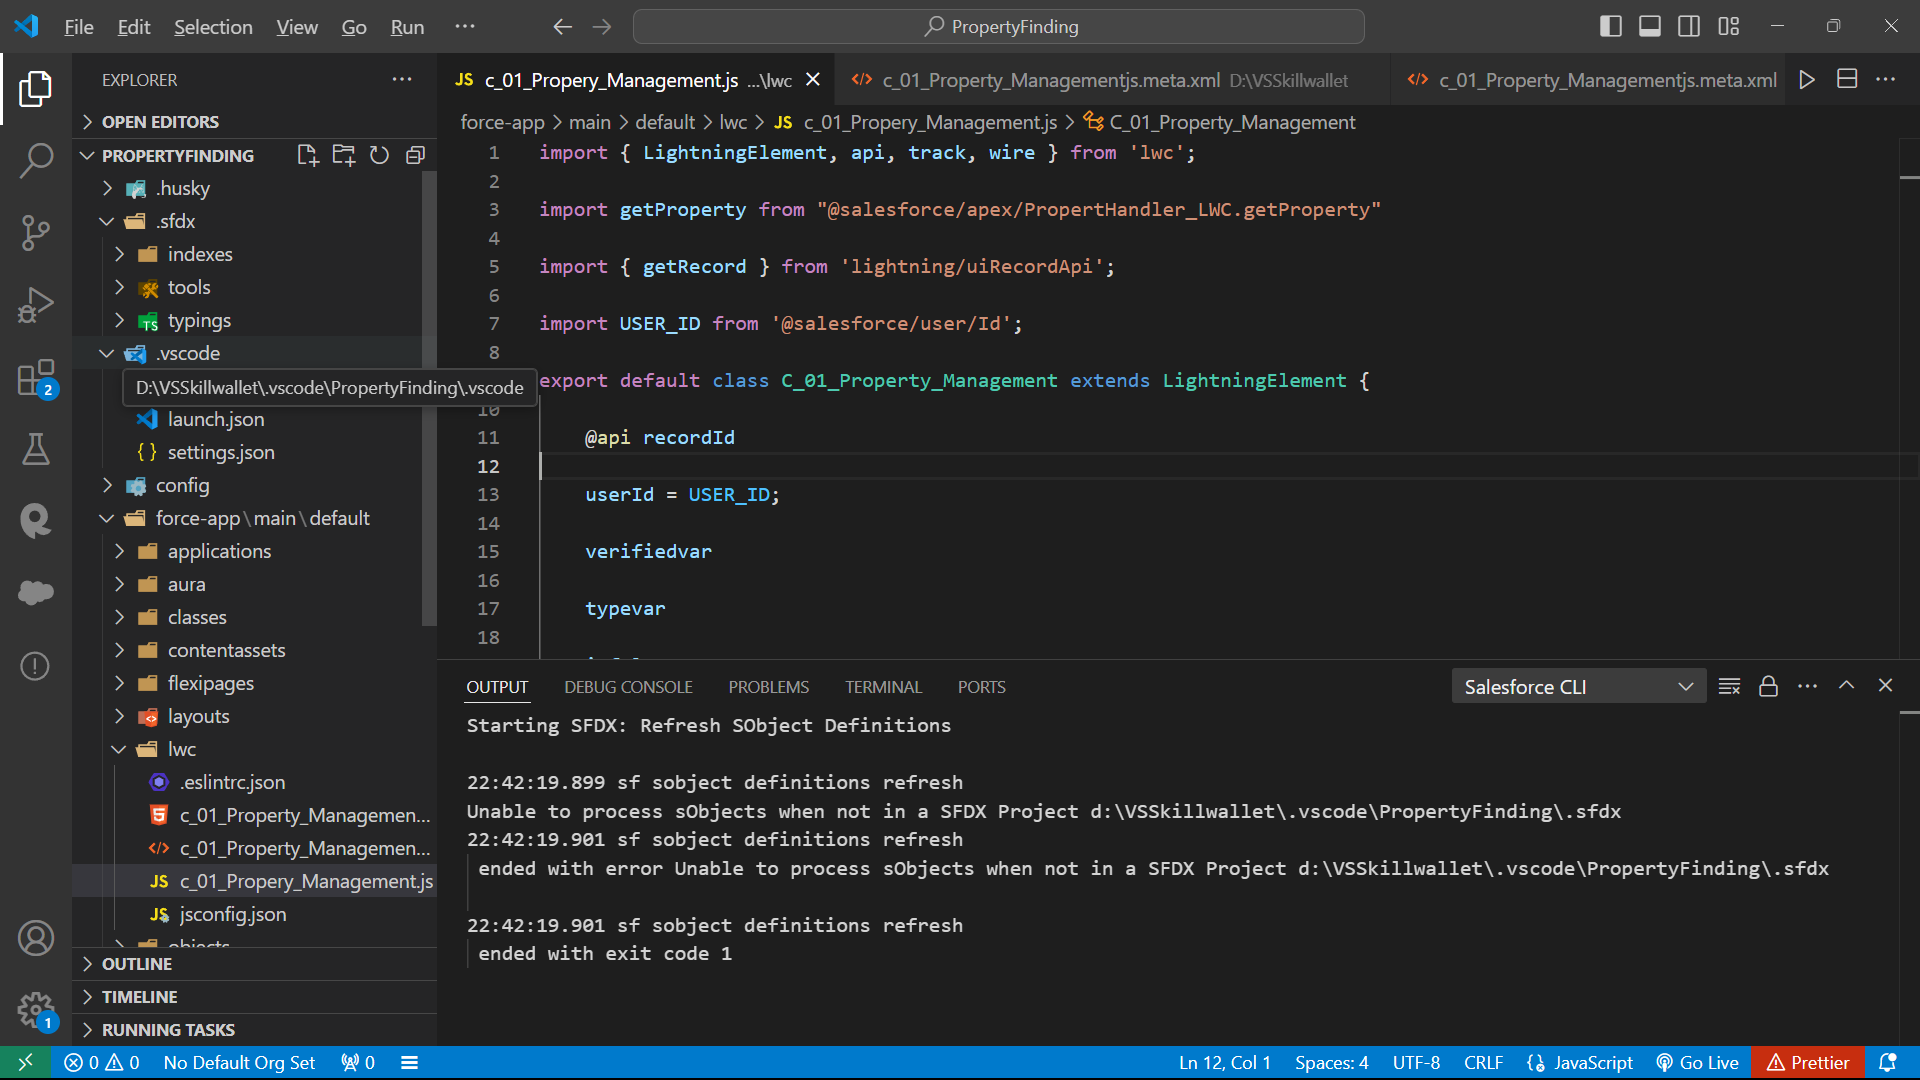 File Edit Selection View Go Run ··· PropertyFinding
EXPLORER ···
OPEN EDITORS
PROPERTYFINDING
.husky
.sfdx
indexes
tools
typings
.vscode
D:\VSSkillwallet\.vscode\PropertyFinding\.vscode
launch.json
settings.json
config
force-app\main\default
applications
aura
classes
contentassets
flexipages
layouts
lwc
.eslintrc.json
c_01_Property_Managemen...
c_01_Property_Managemen...
c_01_Propery_Management.js
jsconfig.json
objects
OUTLINE
TIMELINE
RUNNING TASKS
JS c_01_Propery_Management.js ...\lwc
c_01_Property_Managementjs.meta.xml D:\VSSkillwallet
c_01_Property_Managementjs.meta.xml
force-app > main > default > lwc > JS c_01_Propery_Management.js > C_01_Property_Management
1 import { LightningElement, api, track, wire } from 'lwc';
2
3 import getProperty from "@salesforce/apex/PropertHandler_LWC.getProperty"
4
5 import { getRecord } from 'lightning/uiRecordApi';
6
7 import USER_ID from '@salesforce/user/Id';
8
export default class C_01_Property_Management extends LightningElement {
10
11 @api recordId
12
13 userId = USER_ID;
14
15 verifiedvar
16
17 typevar
18
OUTPUT DEBUG CONSOLE PROBLEMS TERMINAL PORTS Salesforce CLI
Starting SFDX: Refresh SObject Definitions
22:42:19.899 sf sobject definitions refresh
Unable to process sObjects when not in a SFDX Project d:\VSSkillwallet\.vscode\PropertyFinding\.sfdx
22:42:19.901 sf sobject definitions refresh
ended with error Unable to process sObjects when not in a SFDX Project d:\VSSkillwallet\.vscode\PropertyFinding\.sfdx
22:42:19.901 sf sobject definitions refresh
ended with exit code 1
2
1
0 0 No Default Org Set 0 Ln 12, Col 1 Spaces: 4 UTF-8 CRLF JavaScript Go Live Prettier